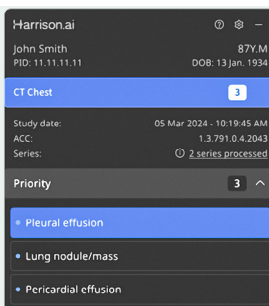 Harrison.ai
John Smith 87Y.M
PID: 11.11.11.11 DOB: 13 Jan. 1934
CT Chest 3
Study date: 05 Mar 2024 - 10:19:45 AM
ACC: 1.3.791.0.4.2043
Series: 2 series processed
Priority 3
Pleural effusion
Lung nodule/mass
Pericardial effusion